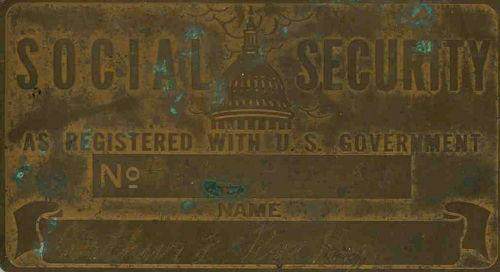 SOCIAL SECURITY
AS REGISTERED WITH U.S. GOVERNMENT
No
NAME